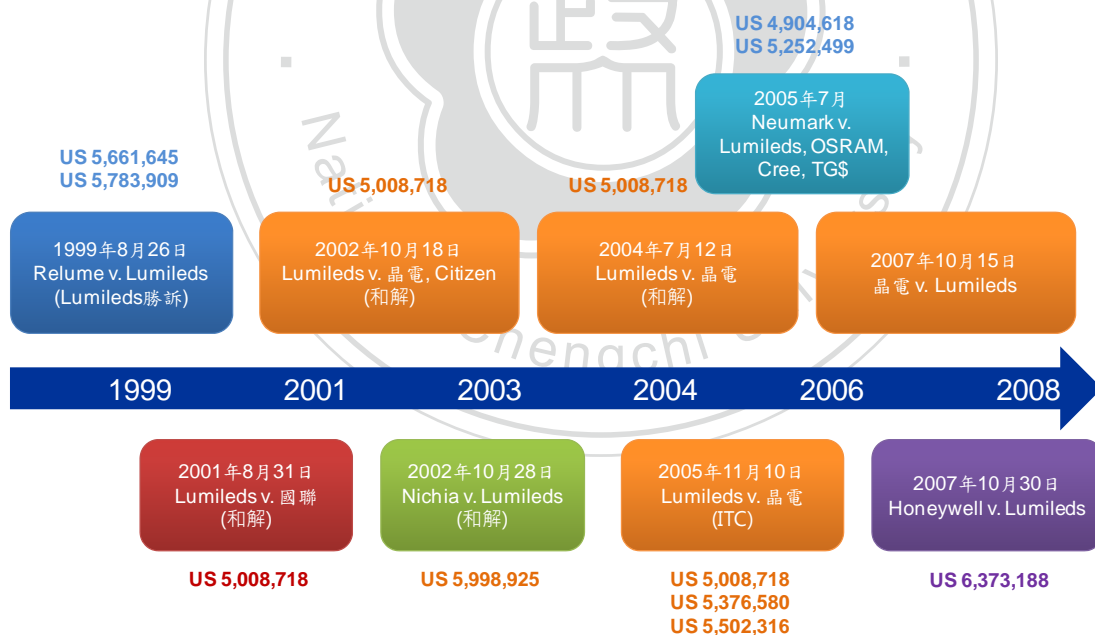 US 4,904,618
US 5,252,499
2005年7月
Neumark v.
Lumileds, OSRAM,
Cree, TG$
US 5,661,645
US 5,783,909
US 5,008,718
US 5,008,718
1999年8月26日
Relume v. Lumileds
(Lumileds勝訴)
2002年10月18日
Lumileds v. 晶電, Citizen
(和解)
2004年7月12日
Lumileds v. 晶電
(和解)
2007年10月15日
晶電 v. Lumileds
1999
2001
2003
2004
2006
2008
2001年8月31日
Lumileds v. 國聯
(和解)
2002年10月28日
Nichia v. Lumileds
(和解)
2005年11月10日
Lumileds v. 晶電
(ITC)
2007年10月30日
Honeywell v. Lumileds
US 5,008,718
US 5,998,925
US 5,008,718
US 5,376,580
US 5,502,316
US 6,373,188